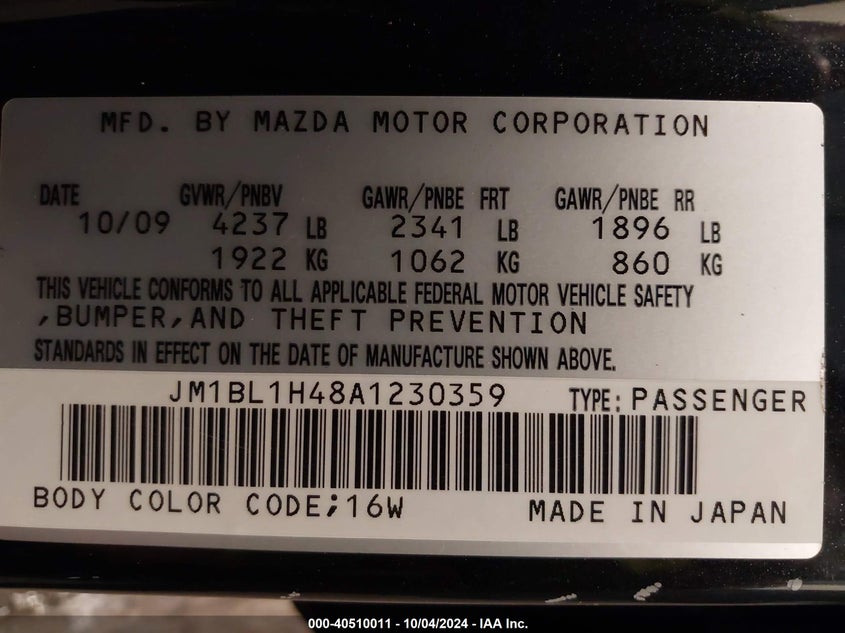 MFD. BY MAZDA MOTOR CORPORATION
DATE GVWR/PNBV GAWR/PNBE FRT GAWR/PNBE RR
10/09 4237 LB 2341 LB 1896 LB
1922 KG 1062 KG 860 KG
THIS VEHICLE CONFORMS TO ALL APPLICABLE FEDERAL MOTOR VEHICLE SAFETY
,BUMPER,AND THEFT PREVENTION
STANDARDS IN EFFECT ON THE DATE OF MANUFACTURE SHOWN ABOVE.
JM1BL1H48A1230359 TYPE: PASSENGER
BODY COLOR CODE;16W MADE IN JAPAN
000-40510011 - 10/04/2024 - IAA Inc.